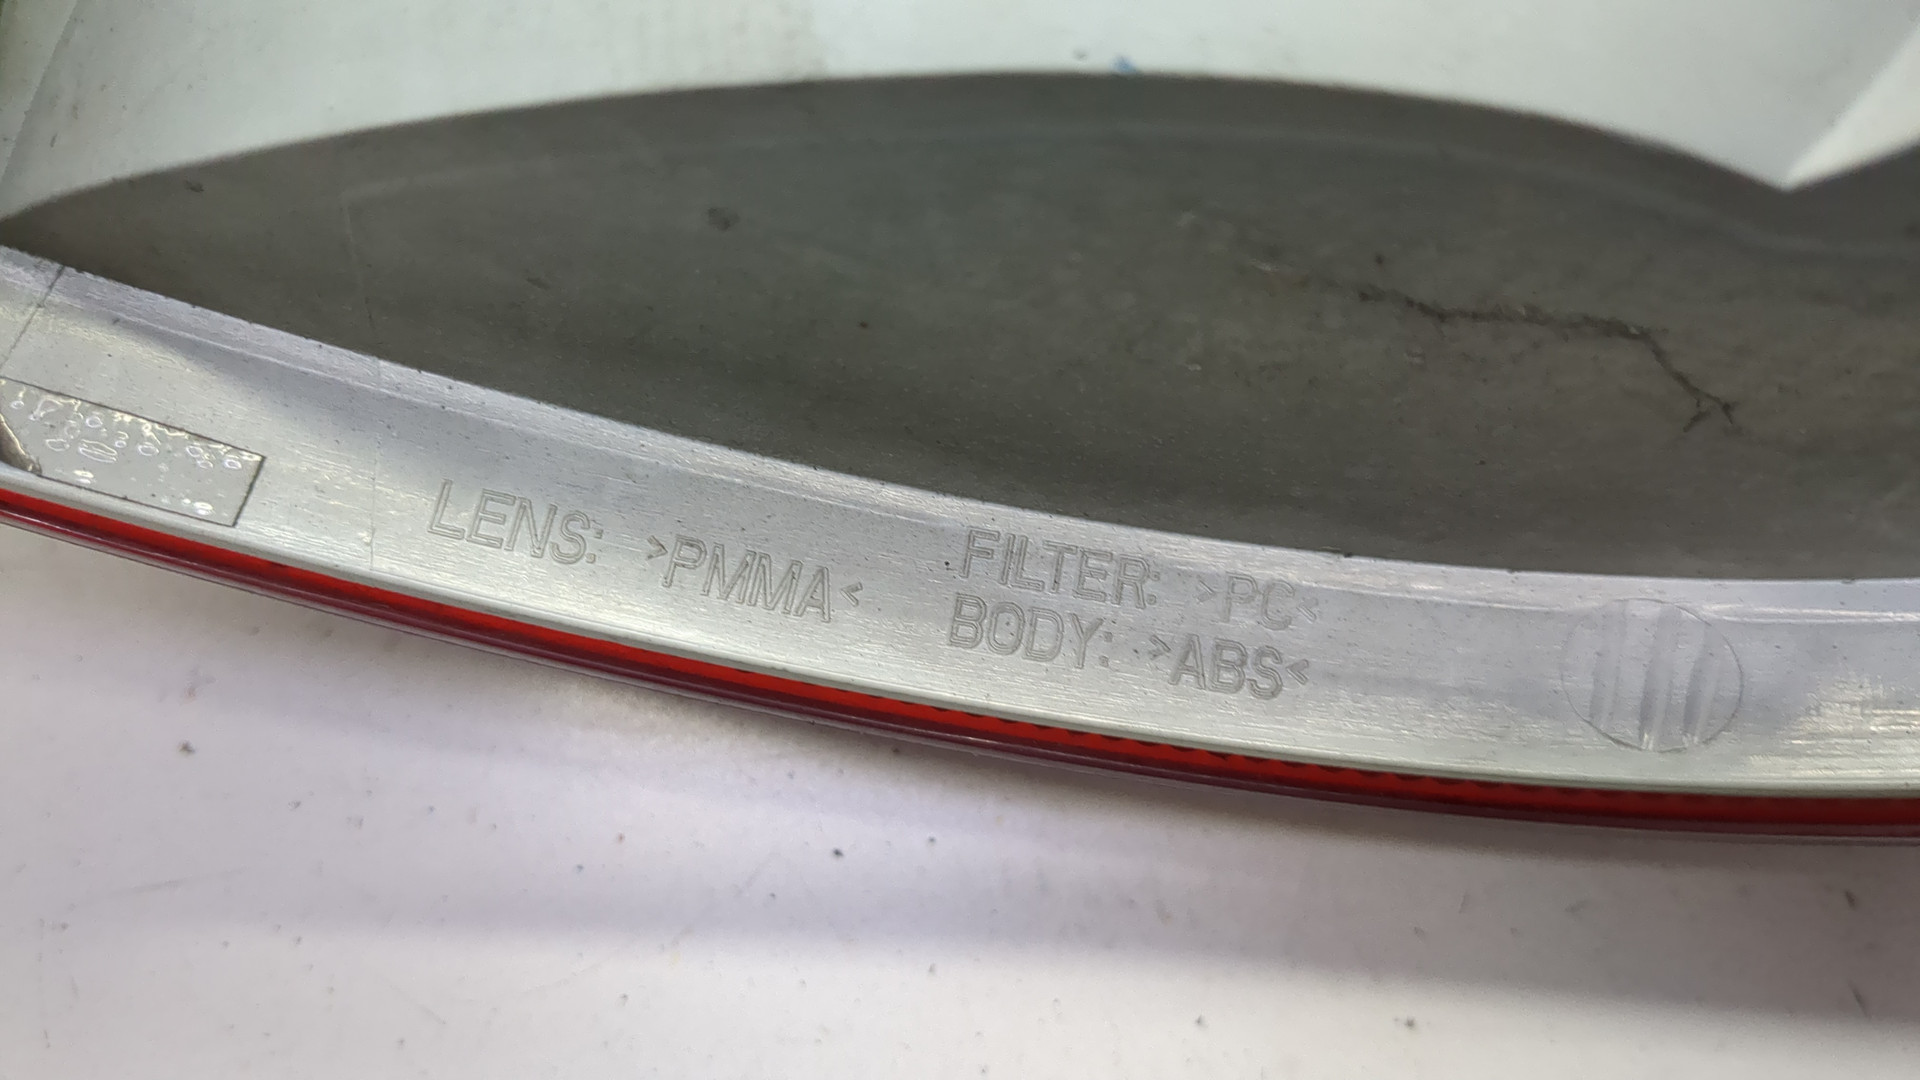 LENS: >PMMA<
FILTER: >PC<
BODY: >ABS<